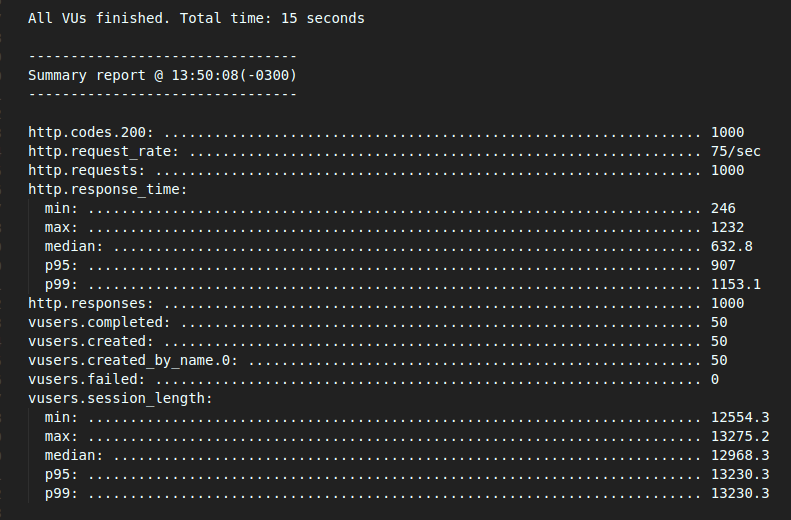 All VUs finished. Total time: 15 seconds
--------------------------------
Summary report @ 13:50:08(-0300)
--------------------------------
http.codes.200: ................................................................ 1000
http.request_rate: ............................................................. 75/sec
http.requests: ................................................................. 1000
http.response_time:
min: ......................................................................... 246
max: ......................................................................... 1232
median: ...................................................................... 632.8
p95: ......................................................................... 907
p99: ......................................................................... 1153.1
http.responses: ................................................................ 1000
vusers.completed: .............................................................. 50
vusers.created: ................................................................ 50
vusers.created_by_name.0: ...................................................... 50
vusers.failed: ................................................................. 0
vusers.session_length:
min: ......................................................................... 12554.3
max: ......................................................................... 13275.2
median: ...................................................................... 12968.3
p95: ......................................................................... 13230.3
p99: ......................................................................... 13230.3